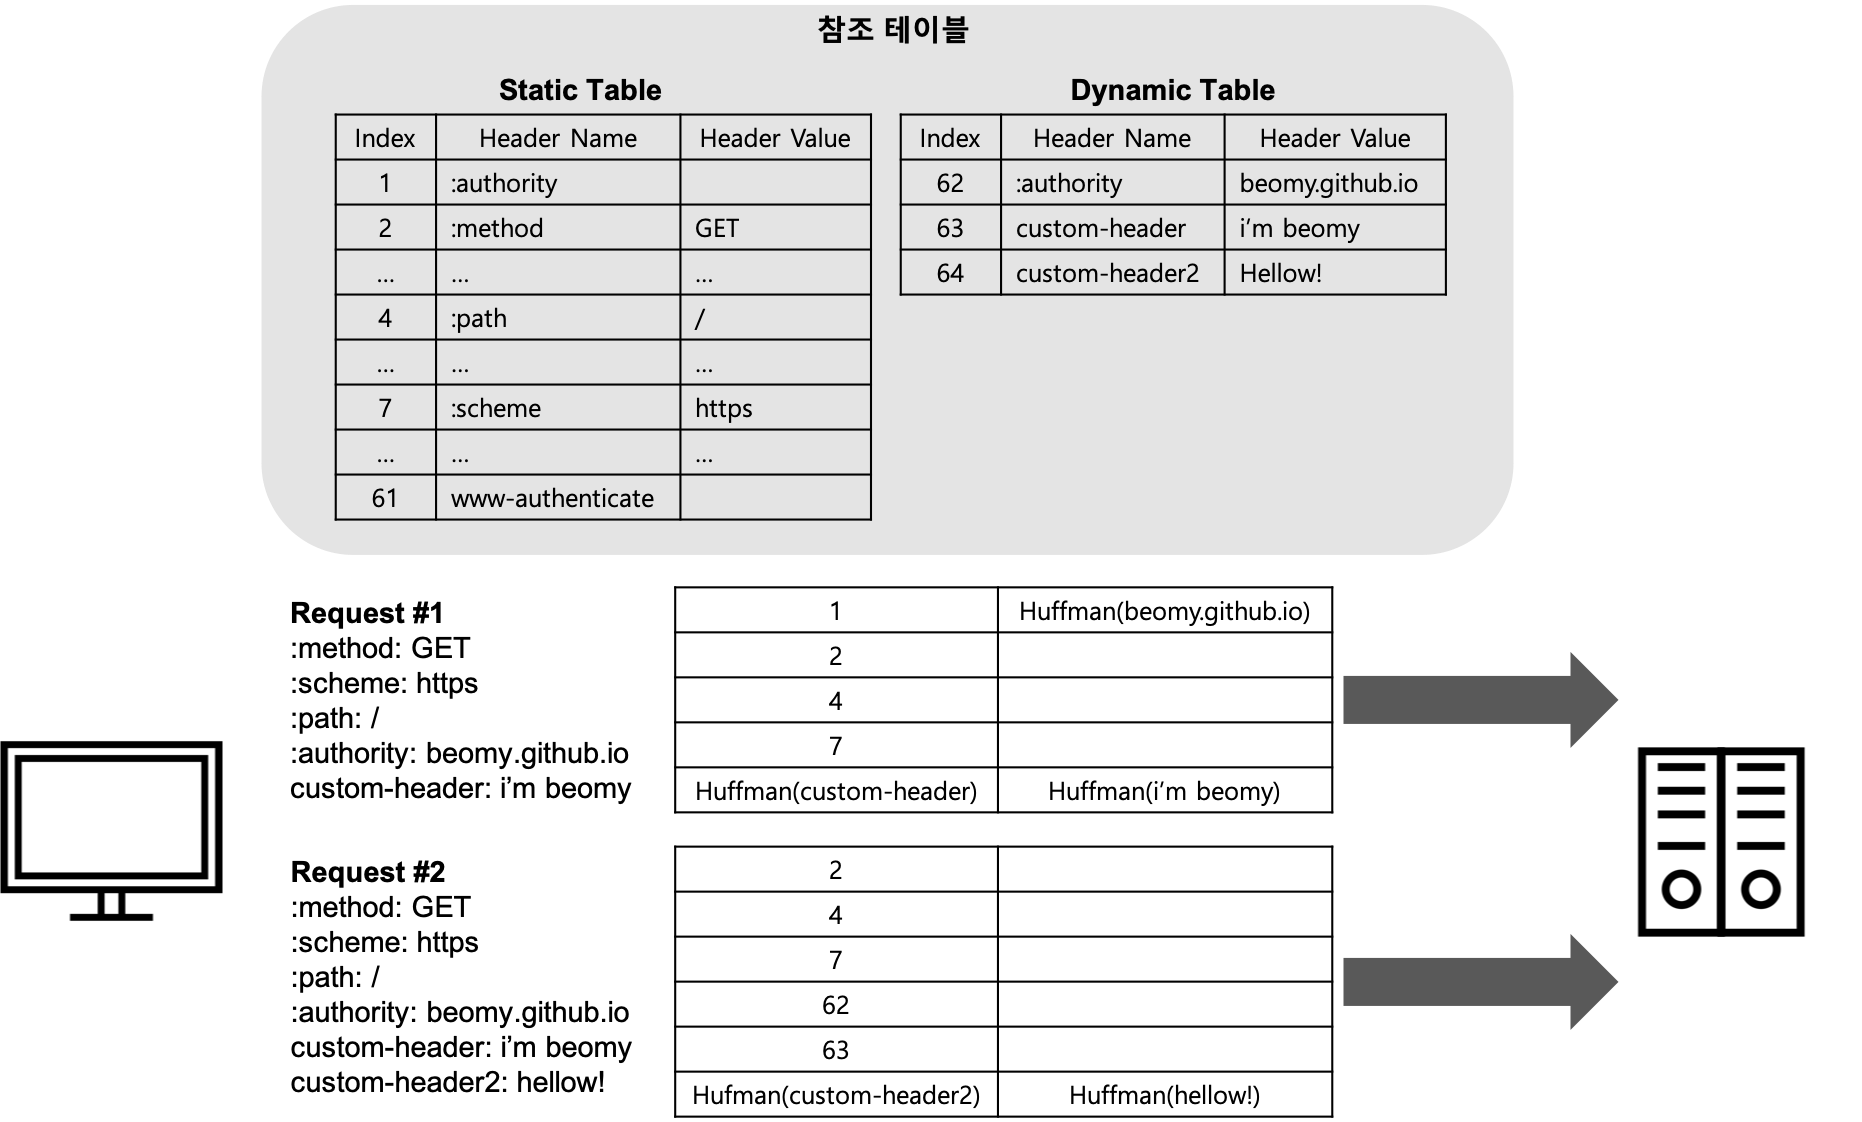 참조 테이블
Static Table
Index Header Name Header Value
1 :authority
2 :method GET
... ... ...
4 :path /
... ... ...
7 :scheme https
... ... ...
61 www-authenticate
Dynamic Table
Index Header Name Header Value
62 :authority beomy.github.io
63 custom-header i’m beomy
64 custom-header2 Hellow!
Request #1
:method: GET
:scheme: https
:path: /
:authority: beomy.github.io
custom-header: i’m beomy
1 Huffman(beomy.github.io)
2
4
7
Huffman(custom-header) Huffman(i’m beomy)
Request #2
:method: GET
:scheme: https
:path: /
:authority: beomy.github.io
custom-header: i’m beomy
custom-header2: hellow!
2
4
7
62
63
Hufman(custom-header2) Huffman(hellow!)